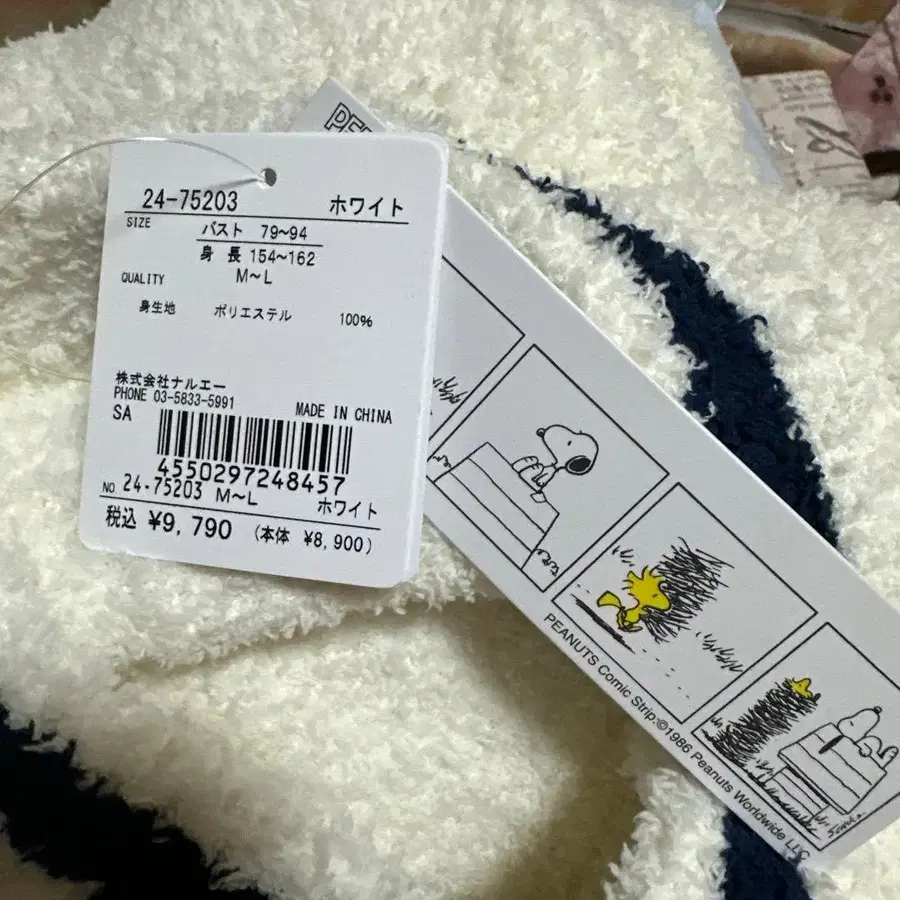 24-75203 ホワイト
SIZE バスト 79~94
身 長 154~162
M~L
QUALITY
身生地 ポリエステル 100%
株式会社ナルエー
PHONE 03-5833-5991
SA MADE IN CHINA
4550297248457
NO 24-75203 M~L ホワイト
税込 ¥9,790 (本体 ¥8,900)
PEANUTS Comic Strip:©1986 Peanuts Worldwide LLC